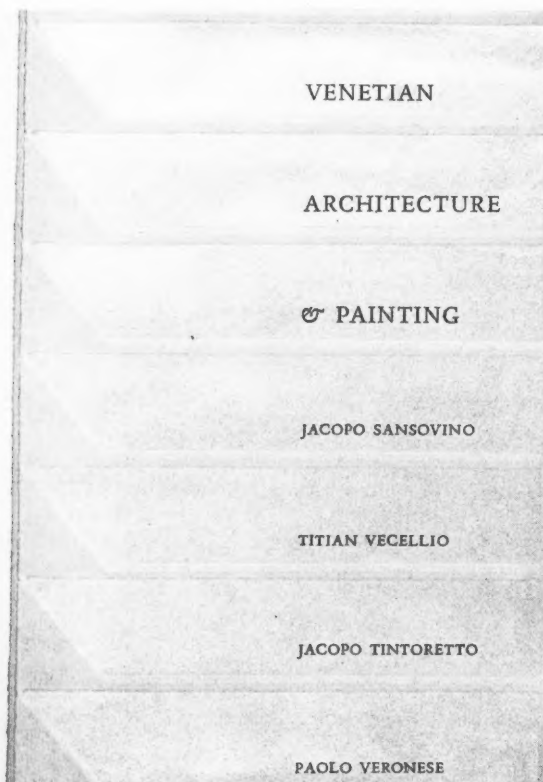 VENETIAN
ARCHITECTURE
& PAINTING
JACOPO SANSOVINO
TITIAN VECELLIO
JACOPO TINTORETTO
PAOLO VERONESE